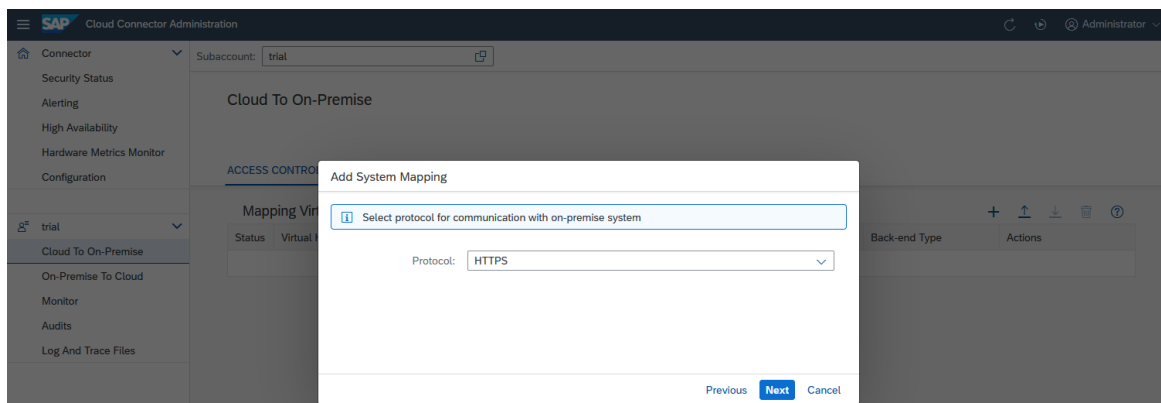 SAP Cloud Connector Administration
Administrator
Connector
Security Status
Alerting
High Availability
Hardware Metrics Monitor
Configuration
trial
Cloud To On-Premise
On-Premise To Cloud
Monitor
Audits
Log And Trace Files
Subaccount: trial
Cloud To On-Premise
ACCESS CONTROL
Mapping Virt
Status Virtual H Back-end Type Actions
Add System Mapping
Select protocol for communication with on-premise system
Protocol: HTTPS
Previous Next Cancel